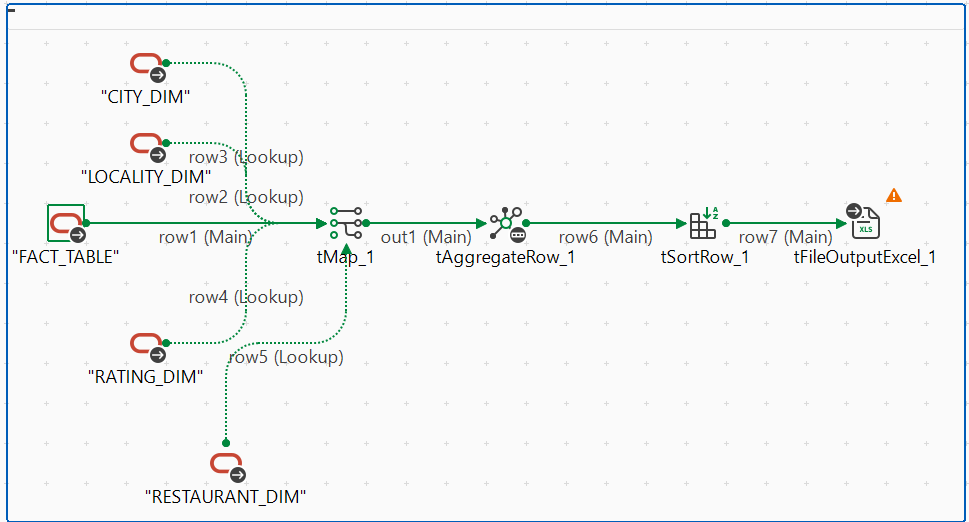 "CITY_DIM"
row3 (Lookup)
"LOCALITY_DIM"
row2 (Lookup)
A
Z
XLS
row1 (Main)
out1 (Main)
row6 (Main)
row7 (Main)
"FACT_TABLE"
tMap_1
tAggregateRow_1
tSortRow_1
tFileOutputExcel_1
row4 (Lookup)
row5 (Lookup)
"RATING_DIM"
"RESTAURANT_DIM"